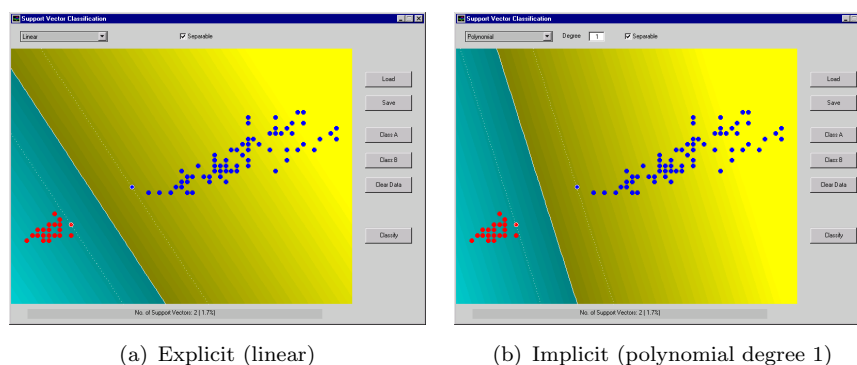 Support Vector Classification
Linear
Separable
Load
Save
Class A
Class B
Clear Data
Classify
No. of Support Vectors: 2 (1.7%)
(a) Explicit (linear)
Support Vector Classification
Polynomial
Degree 1
Separable
Load
Save
Class A
Class B
Clear Data
Classify
No. of Support Vectors: 2 (1.7%)
(b) Implicit (polynomial degree 1)